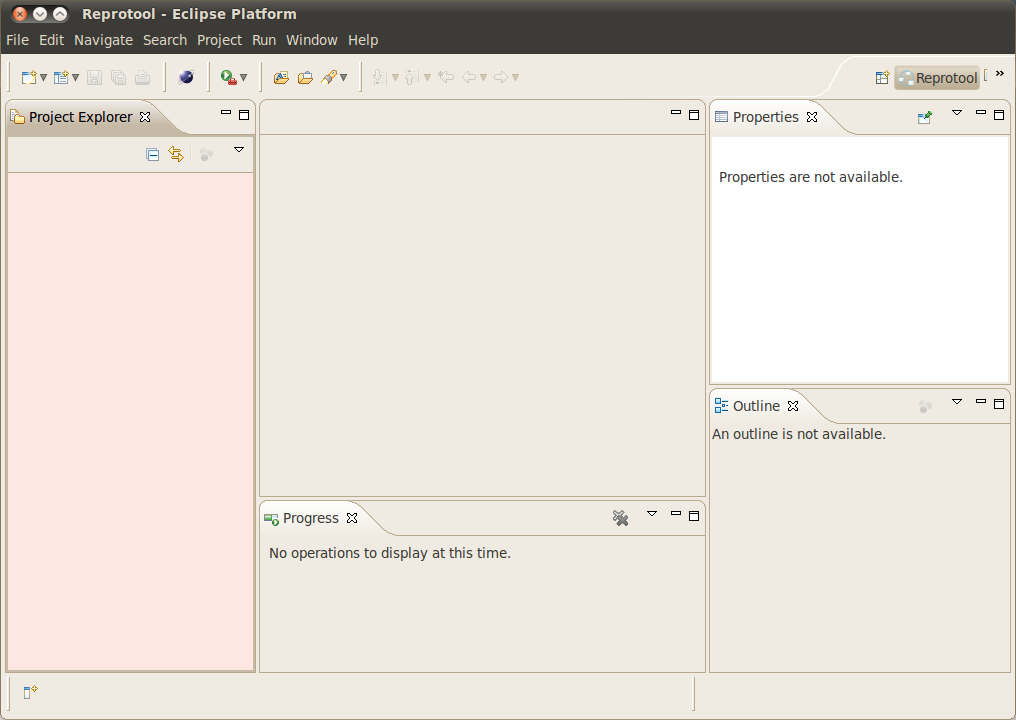 Reprotool - Eclipse Platform
File Edit Navigate Search Project Run Window Help
Reprotool
Project Explorer
Properties
Properties are not available.
Outline
An outline is not available.
Progress
No operations to display at this time.